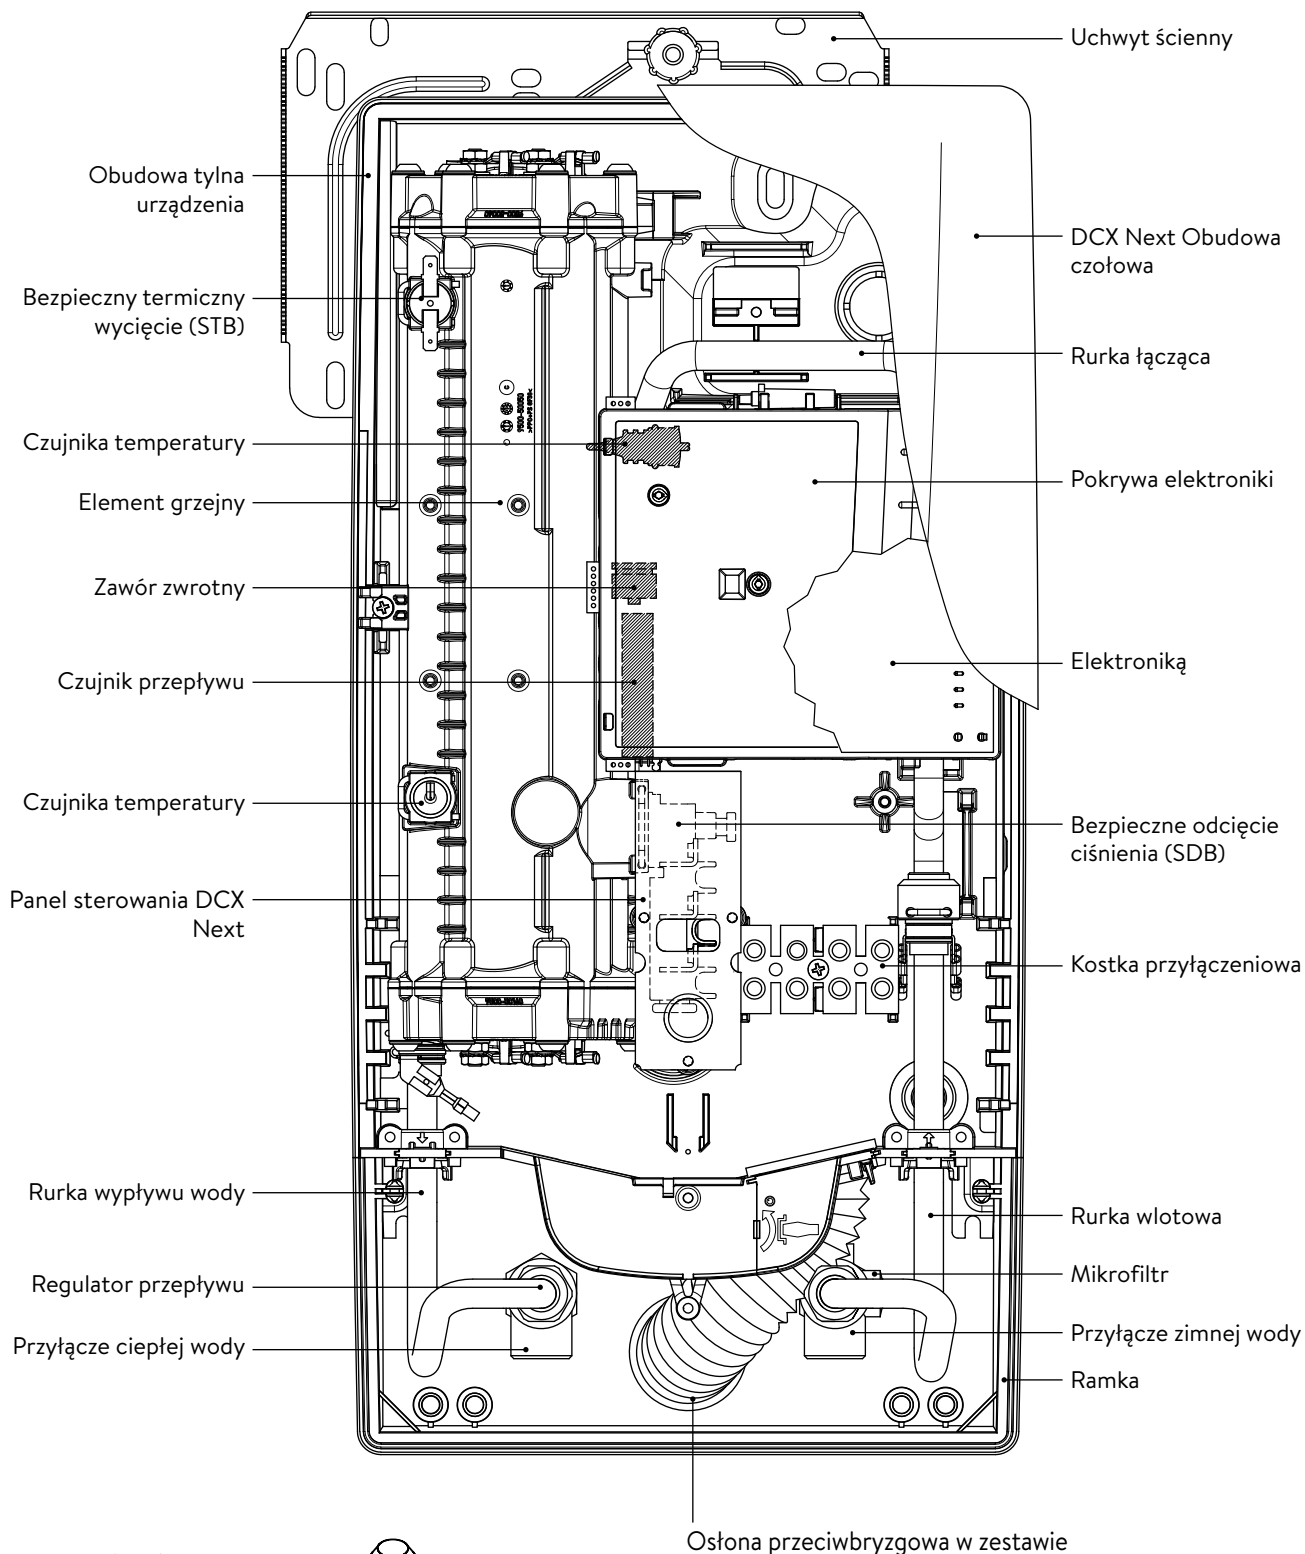 Uchwyt ścienny
Obudowa tylna
urządzenia
DCX Next Obudowa
czołowa
Bezpieczny termiczny
wycięcie (STB)
Rurka łącząca
Czujnika temperatury
Pokrywa elektroniki
Element grzejny
Zawór zwrotny
Elektroniką
Czujnik przepływu
Czujnika temperatury
Bezpieczne odcięcie
ciśnienia (SDB)
Panel sterowania DCX
Next
Kostka przyłączeniowa
Rurka wypływu wody
Rurka wlotowa
Regulator przepływu
Mikrofiltr
Przyłącze ciepłej wody
Przyłącze zimnej wody
Ramka
Osłona przeciwbryzgowa w zestawie